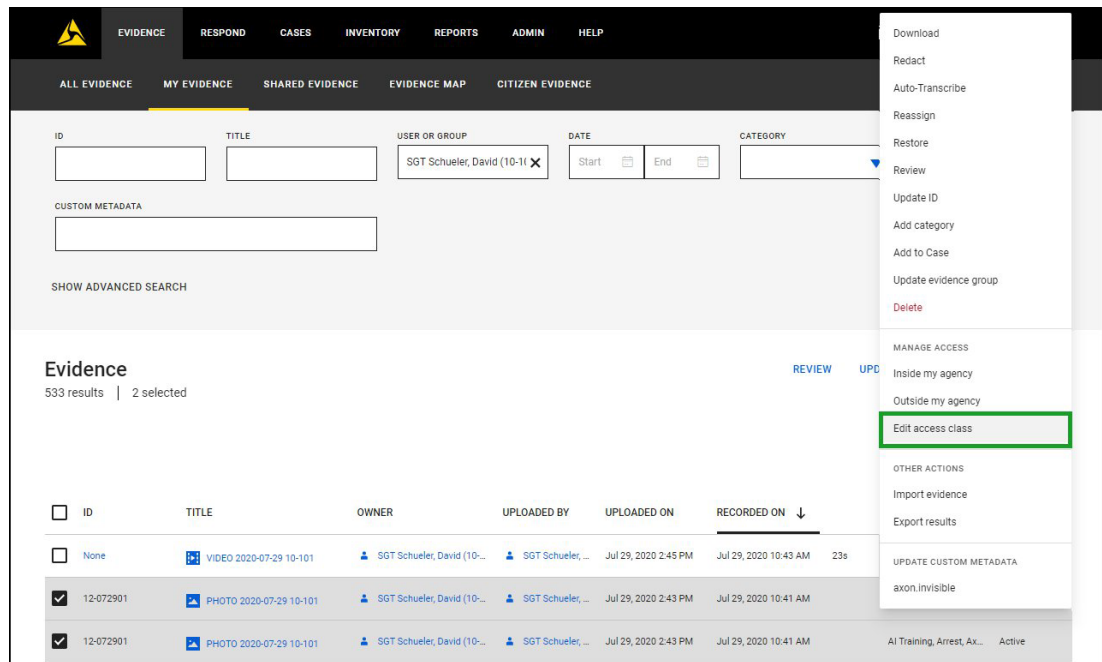 EVIDENCE RESPOND CASES INVENTORY REPORTS ADMIN HELP
ALL EVIDENCE MY EVIDENCE SHARED EVIDENCE EVIDENCE MAP CITIZEN EVIDENCE
ID TITLE USER OR GROUP DATE CATEGORY
SGT Schueler, David (10-1( Start End
CUSTOM METADATA
SHOW ADVANCED SEARCH
Download
Redact
Auto-Transcribe
Reassign
Restore
Review
Update ID
Add category
Add to Case
Update evidence group
Delete
MANAGE ACCESS
Inside my agency
Outside my agency
Edit access class
OTHER ACTIONS
Import evidence
Export results
UPDATE CUSTOM METADATA
axon.invisible
Evidence
533 results | 2 selected
REVIEW UPD
ID TITLE OWNER UPLOADED BY UPLOADED ON RECORDED ON
None VIDEO 2020-07-29 10-101 SGT Schueler, David (10-... SGT Schueler, ... Jul 29, 2020 2:45 PM Jul 29, 2020 10:43 AM 23s
12-072901 PHOTO 2020-07-29 10-101 SGT Schueler, David (10-... SGT Schueler, ... Jul 29, 2020 2:43 PM Jul 29, 2020 10:41 AM
12-072901 PHOTO 2020-07-29 10-101 SGT Schueler, David (10-... SGT Schueler, ... Jul 29, 2020 2:43 PM Jul 29, 2020 10:41 AM AI Training, Arrest, Ax... Active